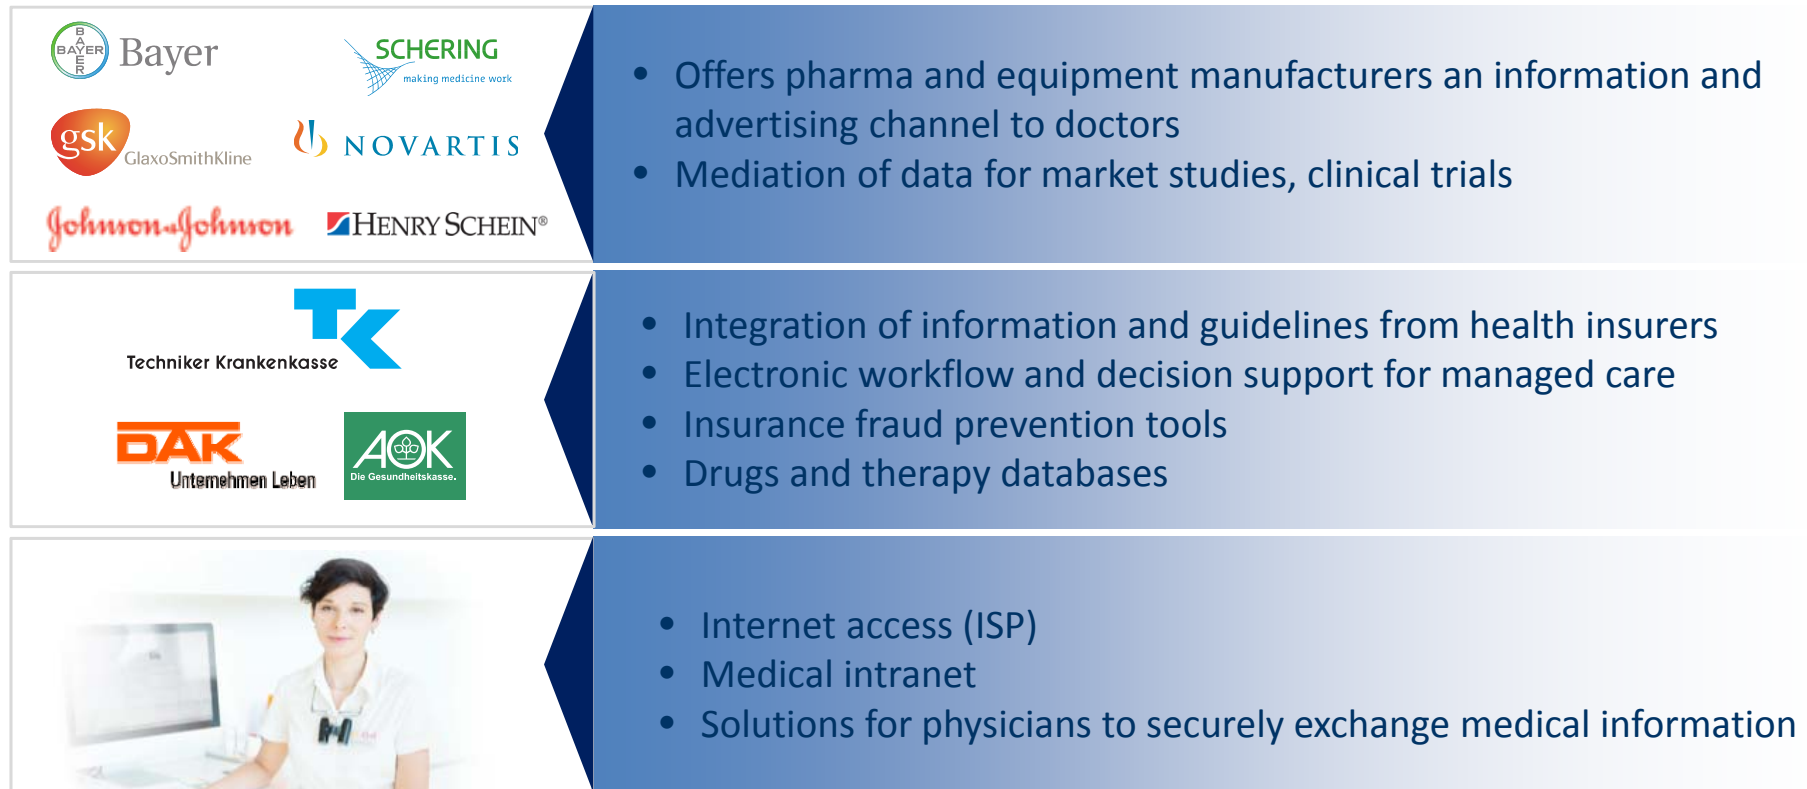 BAYER
BAYER
Bayer
SCHERING
making medicine work
gsk
GlaxoSmithKline
NOVARTIS
Johnson&Johnson
HENRY SCHEIN®
• Offers pharma and equipment manufacturers an information and
advertising channel to doctors
• Mediation of data for market studies, clinical trials
TK
Techniker Krankenkasse
DAK
Unternehmen Leben
AOK
Die Gesundheitskasse.
• Integration of information and guidelines from health insurers
• Electronic workflow and decision support for managed care
• Insurance fraud prevention tools
• Drugs and therapy databases
• Internet access (ISP)
• Medical intranet
• Solutions for physicians to securely exchange medical information